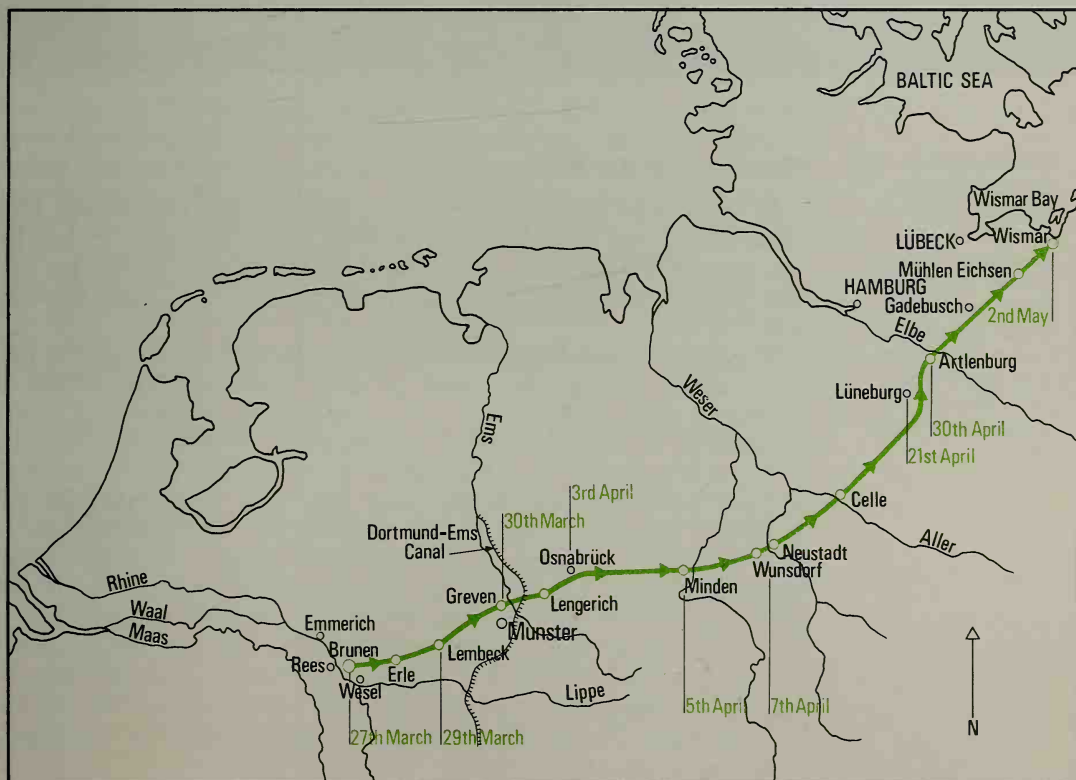 BALTIC SEA
Wismar Bay
LÜBECK
Wismar
Mühlen Eichsen
HAMBURG
Gadebusch
2nd May
Elbe
Artlenburg
Lüneburg
Weser
30th April
21st April
Ems
3rd April
30th March
Celle
Dortmund-Ems
Canal
Osnabrück
Neustadt
Aller
Wunsdorf
Rhine
Greven
Lengerich
Minden
Waal
Emmerich
Munster
Maas
Brunen
Lembeck
Rees
Erle
Wesel
Lippe
5th April
7th April
27th March
29th March
N